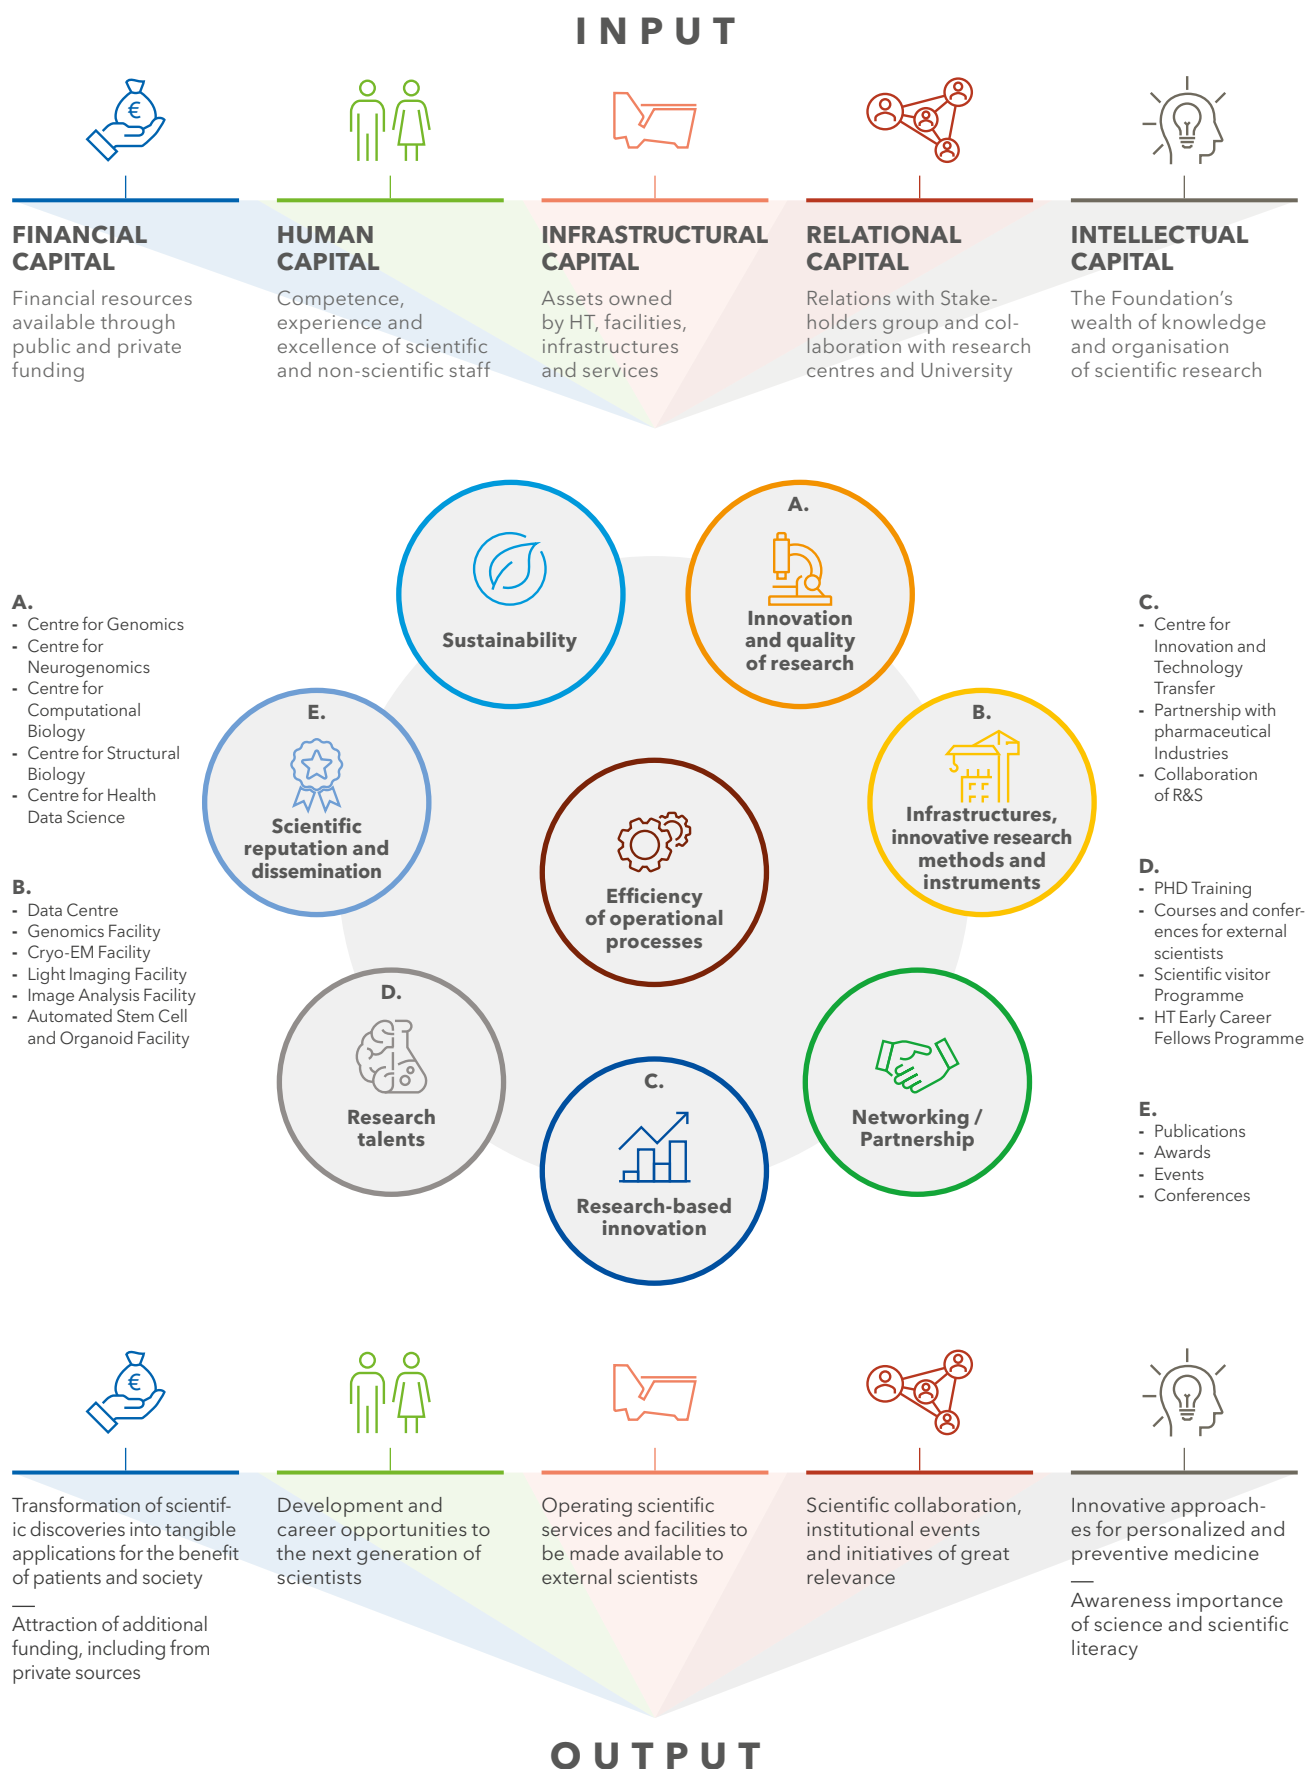 INPUT
FINANCIAL
CAPITAL
Financial resources
available through
public and private
funding
HUMAN
CAPITAL
Competence,
experience and
excellence of scientific
and non-scientific staff
INFRASTRUCTURAL
CAPITAL
Assets owned
by HT, facilities,
infrastructures
and services
RELATIONAL
CAPITAL
Relations with Stake-
holders group and col-
laboration with research
centres and University
INTELLECTUAL
CAPITAL
The Foundation’s
wealth of knowledge
and organisation
of scientific research
A.
- Centre for Genomics
- Centre for
Neurogenomics
- Centre for
Computational
Biology
- Centre for Structural
Biology
- Centre for Health
Data Science
B.
- Data Centre
- Genomics Facility
- Cryo-EM Facility
- Light Imaging Facility
- Image Analysis Facility
- Automated Stem Cell
and Organoid Facility
Sustainability
A.
Innovation
and quality
of research
E.
Scientific
reputation and
dissemination
B.
Infrastructures,
innovative research
methods and
instruments
Efficiency
of operational
processes
D.
Research
talents
C.
Research-based
innovation
Networking /
Partnership
C.
- Centre for
Innovation and
Technology
Transfer
- Partnership with
pharmaceutical
Industries
- Collaboration
of R&S
D.
- PHD Training
- Courses and confer-
ences for external
scientists
- Scientific visitor
Programme
- HT Early Career
Fellows Programme
E.
- Publications
- Awards
- Events
- Conferences
€
€
Transformation of scientif-
ic discoveries into tangible
applications for the benefit
of patients and society
—
Attraction of additional
funding, including from
private sources
Development and
career opportunities to
the next generation of
scientists
Operating scientific
services and facilities to
be made available to
external scientists
Scientific collaboration,
institutional events
and initiatives of great
relevance
Innovative approach-
es for personalized and
preventive medicine
—
Awareness importance
of science and scientific
literacy
OUTPUT